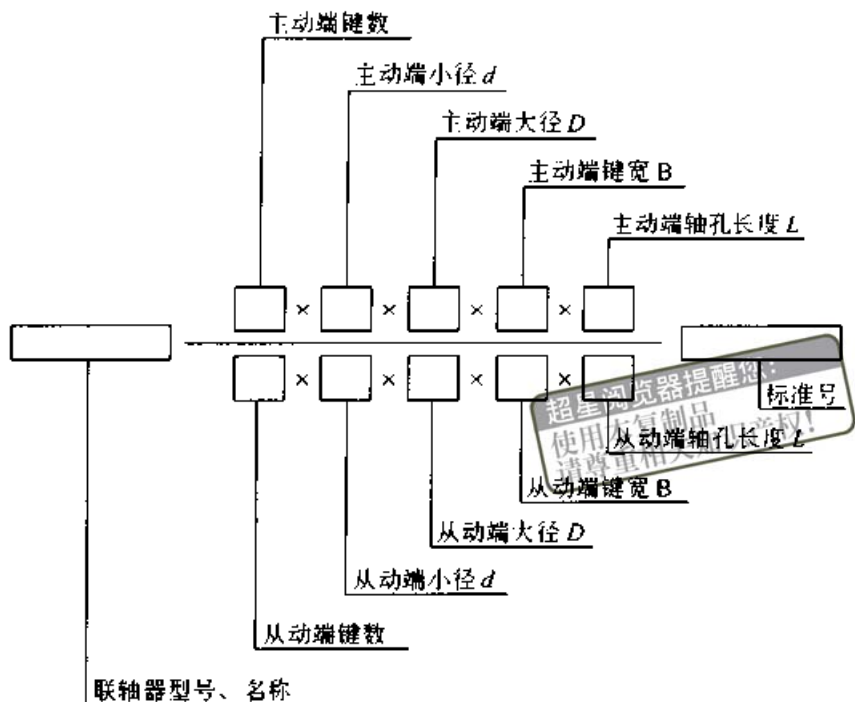 主动端键数
主动端小径 d
主动端大径 D
主动端键宽 B
主动端轴孔长度 L
× × × ×
× × × ×
超星阅览器提醒您：
使用本复制品
请尊重相关知识产权！
标准号
从动端轴孔长度 L
从动端键宽 B
从动端大径 D
从动端小径 d
从动端键数
联轴器型号、名称